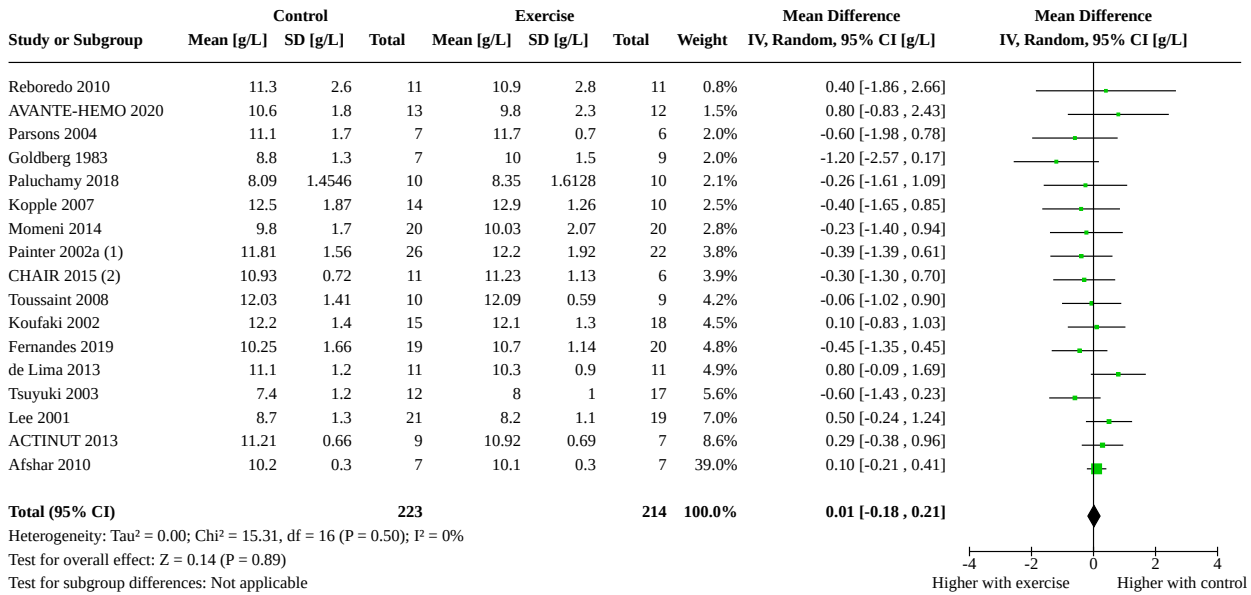 Control Exercise Mean Difference Mean Difference
Study or Subgroup Mean [g/L] SD [g/L] Total Mean [g/L] SD [g/L] Total Weight IV, Random, 95% CI [g/L] IV, Random, 95% CI [g/L]
Reboredo 2010 11.3 2.6 11 10.9 2.8 11 0.8% 0.40 [-1.86 , 2.66]
AVANTE-HEMO 2020 10.6 1.8 13 9.8 2.3 12 1.5% 0.80 [-0.83 , 2.43]
Parsons 2004 11.1 1.7 7 11.7 0.7 6 2.0% -0.60 [-1.98 , 0.78]
Goldberg 1983 8.8 1.3 7 10 1.5 9 2.0% -1.20 [-2.57 , 0.17]
Paluchamy 2018 8.09 1.4546 10 8.35 1.6128 10 2.1% -0.26 [-1.61 , 1.09]
Kopple 2007 12.5 1.87 14 12.9 1.26 10 2.5% -0.40 [-1.65 , 0.85]
Momeni 2014 9.8 1.7 20 10.03 2.07 20 2.8% -0.23 [-1.40 , 0.94]
Painter 2002a (1) 11.81 1.56 26 12.2 1.92 22 3.8% -0.39 [-1.39 , 0.61]
CHAIR 2015 (2) 10.93 0.72 11 11.23 1.13 6 3.9% -0.30 [-1.30 , 0.70]
Toussaint 2008 12.03 1.41 10 12.09 0.59 9 4.2% -0.06 [-1.02 , 0.90]
Koufaki 2002 12.2 1.4 15 12.1 1.3 18 4.5% 0.10 [-0.83 , 1.03]
Fernandes 2019 10.25 1.66 19 10.7 1.14 20 4.8% -0.45 [-1.35 , 0.45]
de Lima 2013 11.1 1.2 11 10.3 0.9 11 4.9% 0.80 [-0.09 , 1.69]
Tsuyuki 2003 7.4 1.2 12 8 1 17 5.6% -0.60 [-1.43 , 0.23]
Lee 2001 8.7 1.3 21 8.2 1.1 19 7.0% 0.50 [-0.24 , 1.24]
ACTINUT 2013 11.21 0.66 9 10.92 0.69 7 8.6% 0.29 [-0.38 , 0.96]
Afshar 2010 10.2 0.3 7 10.1 0.3 7 39.0% 0.10 [-0.21 , 0.41]
Total (95% CI) 223 214 100.0% 0.01 [-0.18 , 0.21]
Heterogeneity: Tau² = 0.00; Chi² = 15.31, df = 16 (P = 0.50); I² = 0%
Test for overall effect: Z = 0.14 (P = 0.89)
Test for subgroup differences: Not applicable
-4 -2 0 2 4
Higher with exercise Higher with control